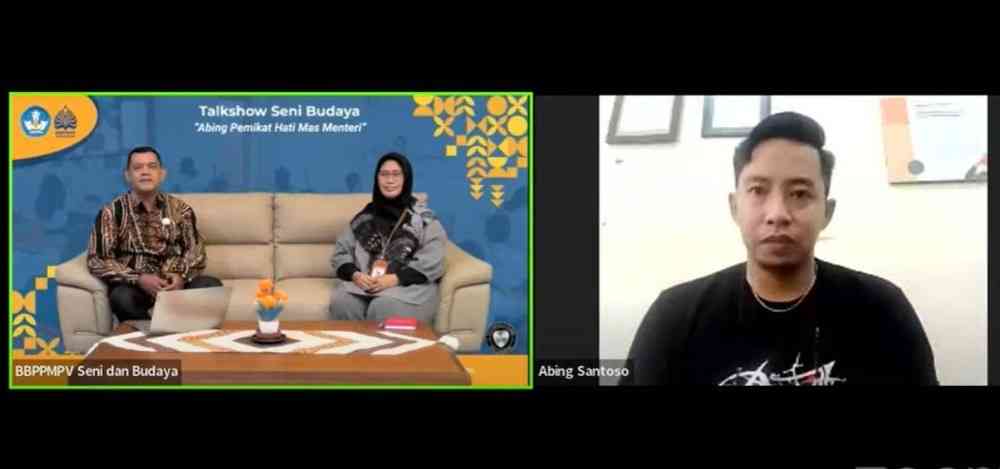 Talkshow Seni Budaya
"Abing Pemikat Hati Mas Menteri"
BBPPMPV Seni dan Budaya
Abing Santoso